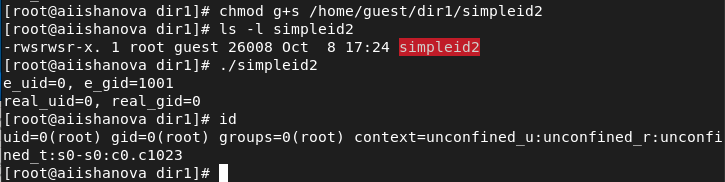 [root@aiishanova dir1]# chmod g+s /home/guest/dir1/simpleid2
[root@aiishanova dir1]# ls -l simpleid2
-rwsrwsr-x. 1 root guest 26008 Oct  8 17:24 simpleid2
[root@aiishanova dir1]# ./simpleid2
e_uid=0, e_gid=1001
real_uid=0, real_gid=0
[root@aiishanova dir1]# id
uid=0(root) gid=0(root) groups=0(root) context=unconfined_u:unconfined_r:unconfi
ned_t:s0-s0:c0.c1023
[root@aiishanova dir1]#